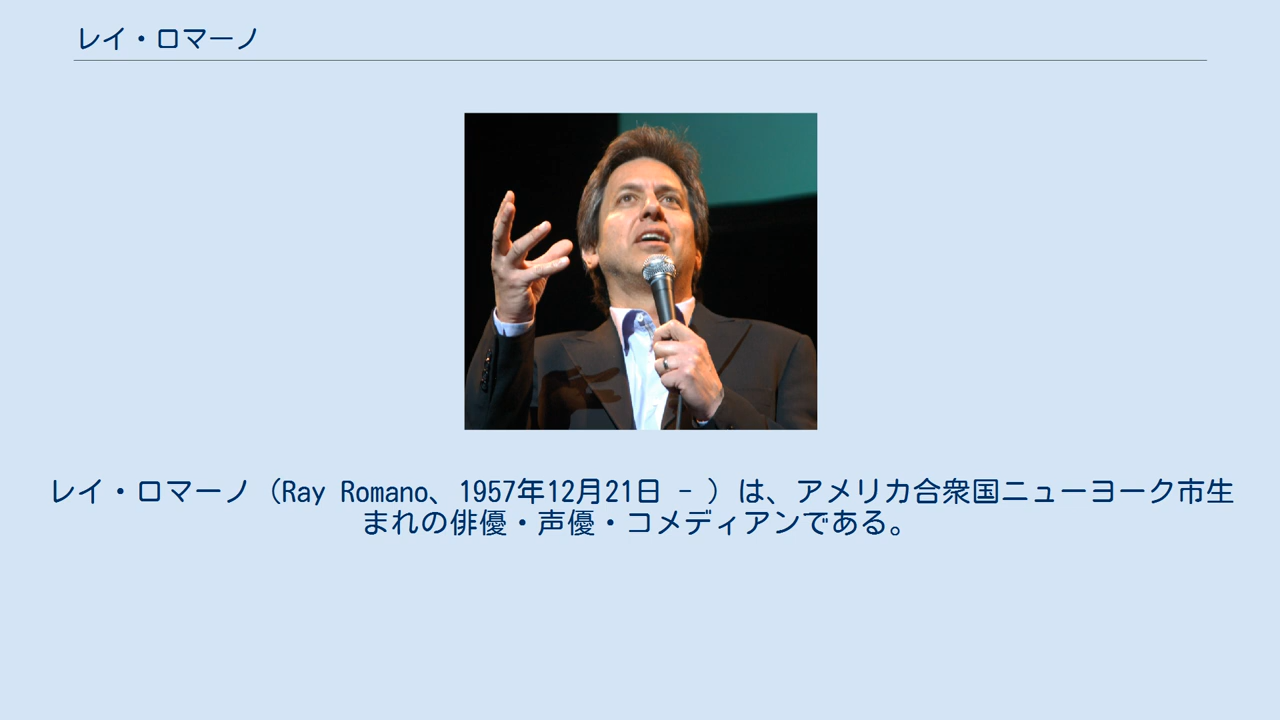 レイ・ロマーノ
レイ・ロマーノ（Ray Romano、1957年12月21日 - ）は、アメリカ合衆国ニューヨーク市生
まれの俳優・声優・コメディアンである。